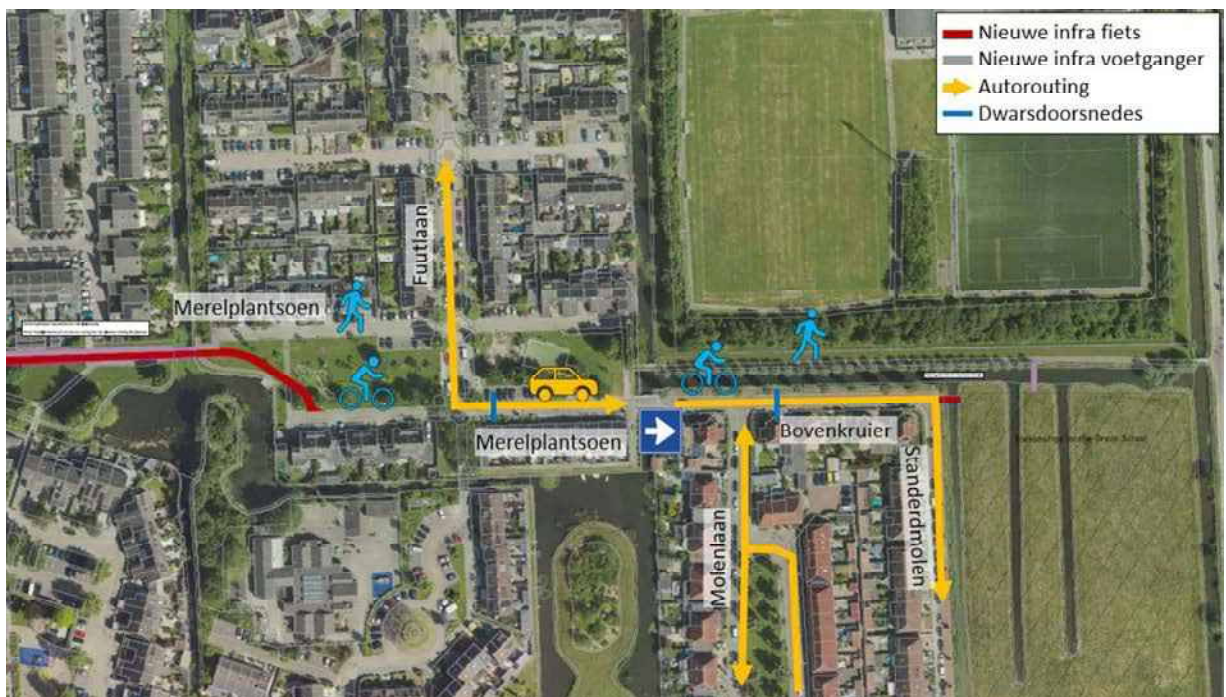 Nieuwe infra fiets
Nieuwe infra voetganger
Autorouting
Dwarsdoorsnedes
Fuutlaan
Merelplantsoen
Merelplantsoen
Bovenkruier
Molenlaan
Standerdmolen